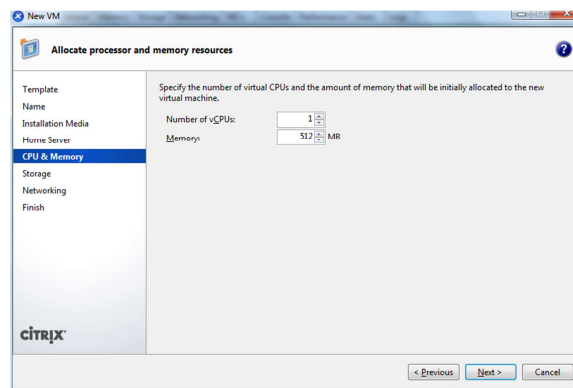 New VM
Allocate processor and memory resources
Template
Name
Installation Media
Home Server
CPU & Memory
Storage
Networking
Finish
Specify the number of virtual CPUs and the amount of memory that will be initially allocated to the new
virtual machine.
Number of vCPUs: 1
Memory: 512 MB
CITRIX
< Previous Next > Cancel